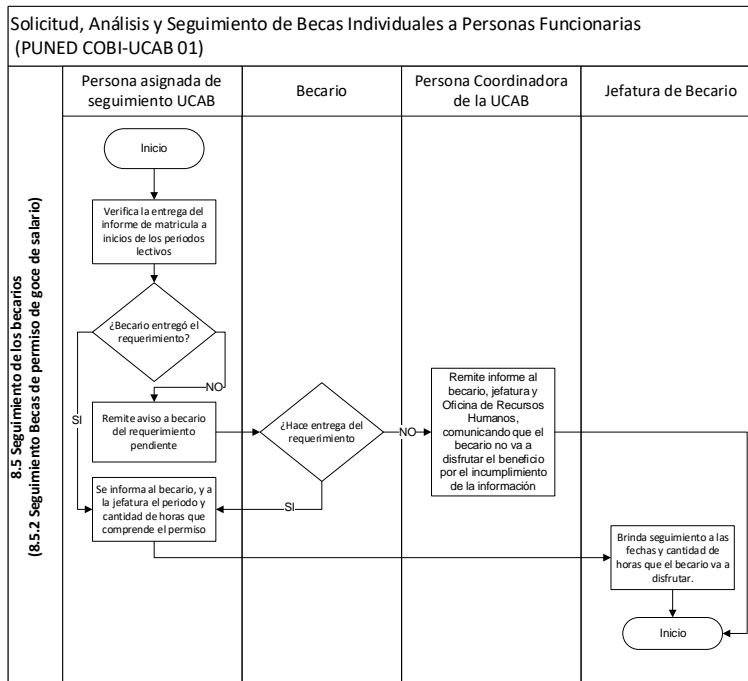 Solicitud, Análisis y Seguimiento de Becas Individuales a Personas Funcionarias
(PUNED COBI-UCAB 01)
Persona asignada de
seguimiento UCAB
Becario
Persona Coordinadora
de la UCAB
Jefatura de Becario
8.5 Seguimiento de los becarios
(8.5.2 Seguimiento Becas de permiso de goce de salario)
Inicio
Verifica la entrega del
informe de matricula a
inicios de los periodos
lectivos
¿Becario entregó el
requerimiento?
SI
NO
Remite aviso a becario
del requerimiento
pendiente
¿Hace entrega del
requerimiento
NO
SI
Remite informe al
becario, jefatura y
Oficina de Recursos
Humanos,
comunicando que el
becario no va a
disfrutar el beneficio
por el incumplimiento
de la información
Se informa al becario, y a
la jefatura el periodo y
cantidad de horas que
comprende el permiso
Brinda seguimiento a las
fechas y cantidad de
horas que el becario va a
disfrutar.
Inicio